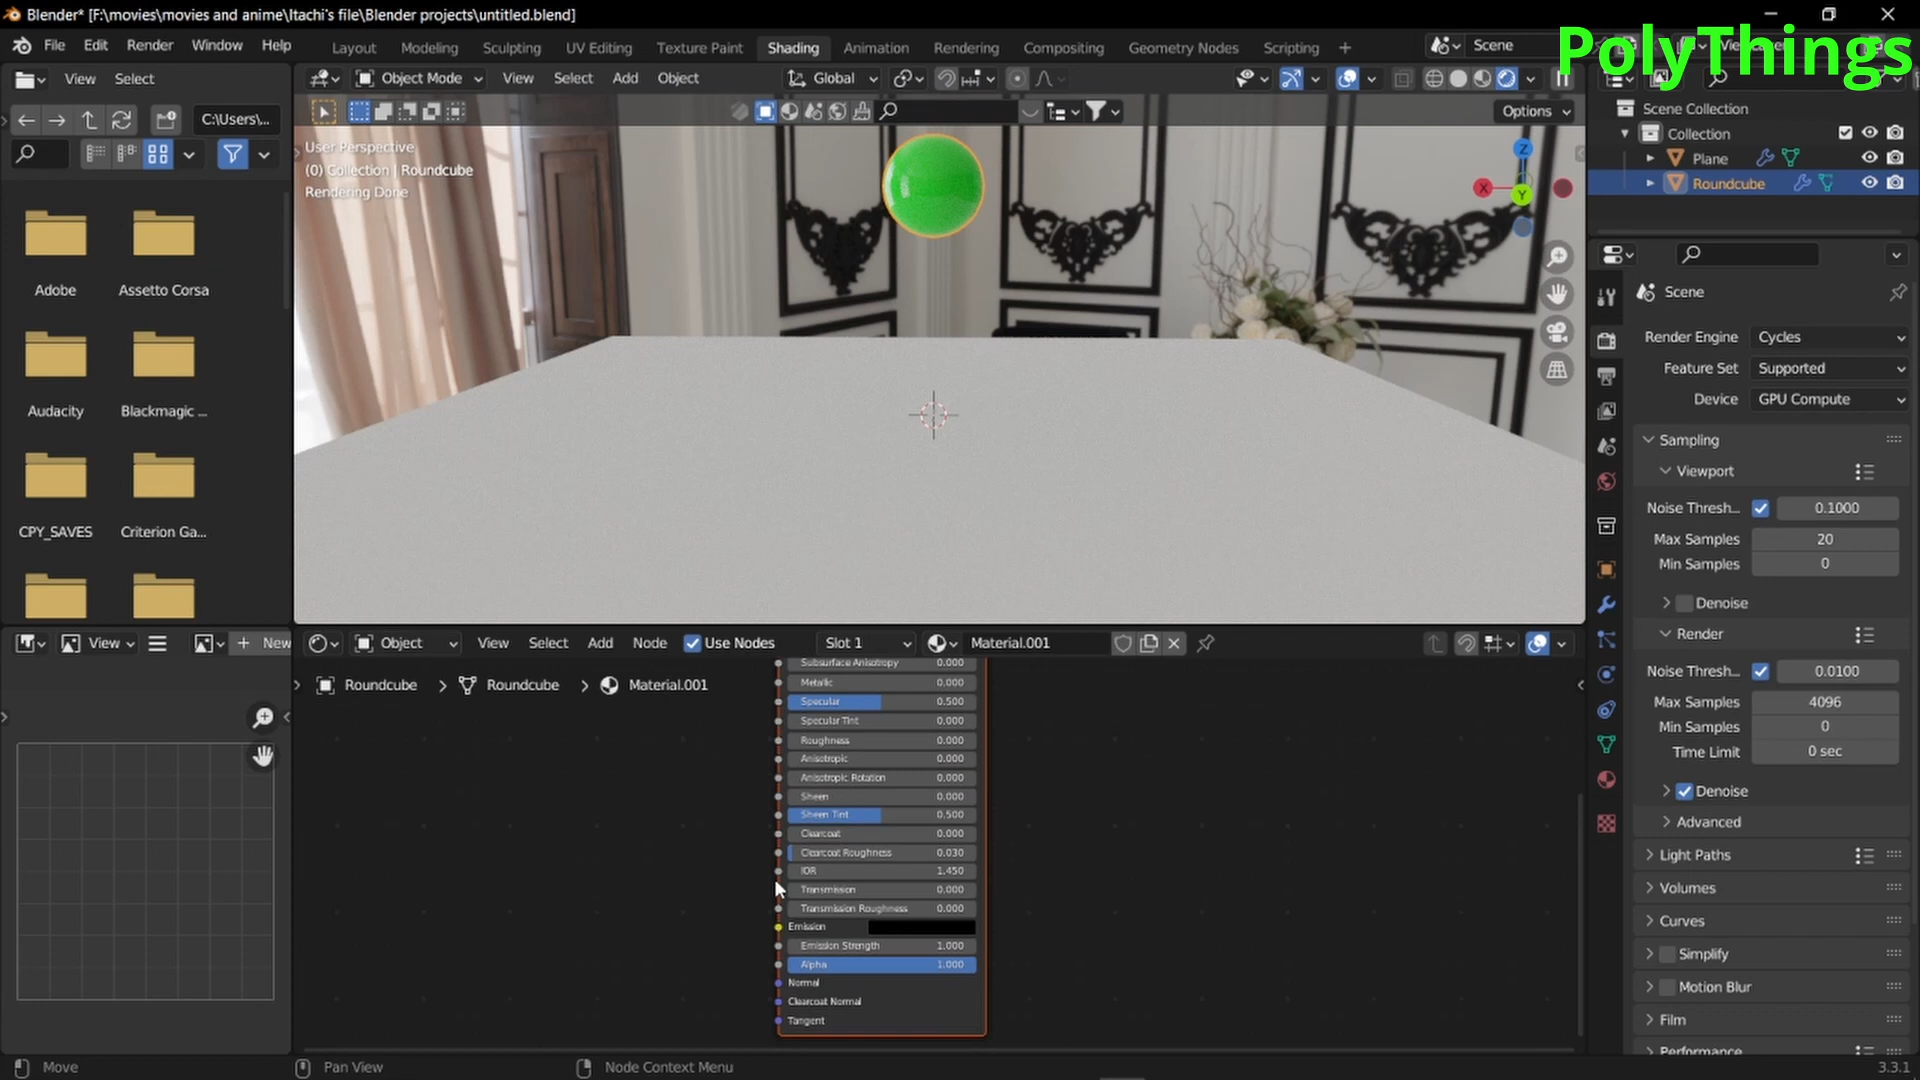 Blender* [F:\movies\movies and anime\Itachi's file\Blender projects\untitled.blend]
PolyThings
File Edit Render Window Help
Layout Modeling Sculpting UV Editing Texture Paint Shading Animation Rendering Compositing Geometry Nodes Scripting +
Scene
View Select
Object Mode View Select Add Object
Global
C:\Users\...
Options
User Perspective
(0) Collection | Roundcube
Rendering Done
Z
X
Y
Scene Collection
Collection
Plane
Roundcube
Adobe
Assetto Corsa
Audacity
Blackmagic ...
CPY_SAVES
Criterion Ga...
Scene
Render Engine Cycles
Feature Set Supported
Device GPU Compute
Sampling
Viewport
Noise Thresh... 0.1000
Max Samples 20
Min Samples 0
Denoise
Render
Noise Thresh... 0.0100
Max Samples 4096
Min Samples 0
Time Limit 0 sec
Denoise
Advanced
Light Paths
Volumes
Curves
Simplify
Motion Blur
Film
Performance
View
New
Object View Select Add Node Use Nodes Slot 1 Material.001
Roundcube Roundcube Material.001
Subsurface Anisotropy 0.000
Metallic 0.000
Specular 0.500
Specular Tint 0.000
Roughness 0.000
Anisotropic 0.000
Anisotropic Rotation 0.000
Sheen 0.000
Sheen Tint 0.500
Clearcoat 0.000
Clearcoat Roughness 0.030
IOR 1.450
Transmission 0.000
Transmission Roughness 0.000
Emission
Emission Strength 1.000
Alpha 1.000
Normal
Clearcoat Normal
Tangent
Move
Pan View
Node Context Menu
3.3.1